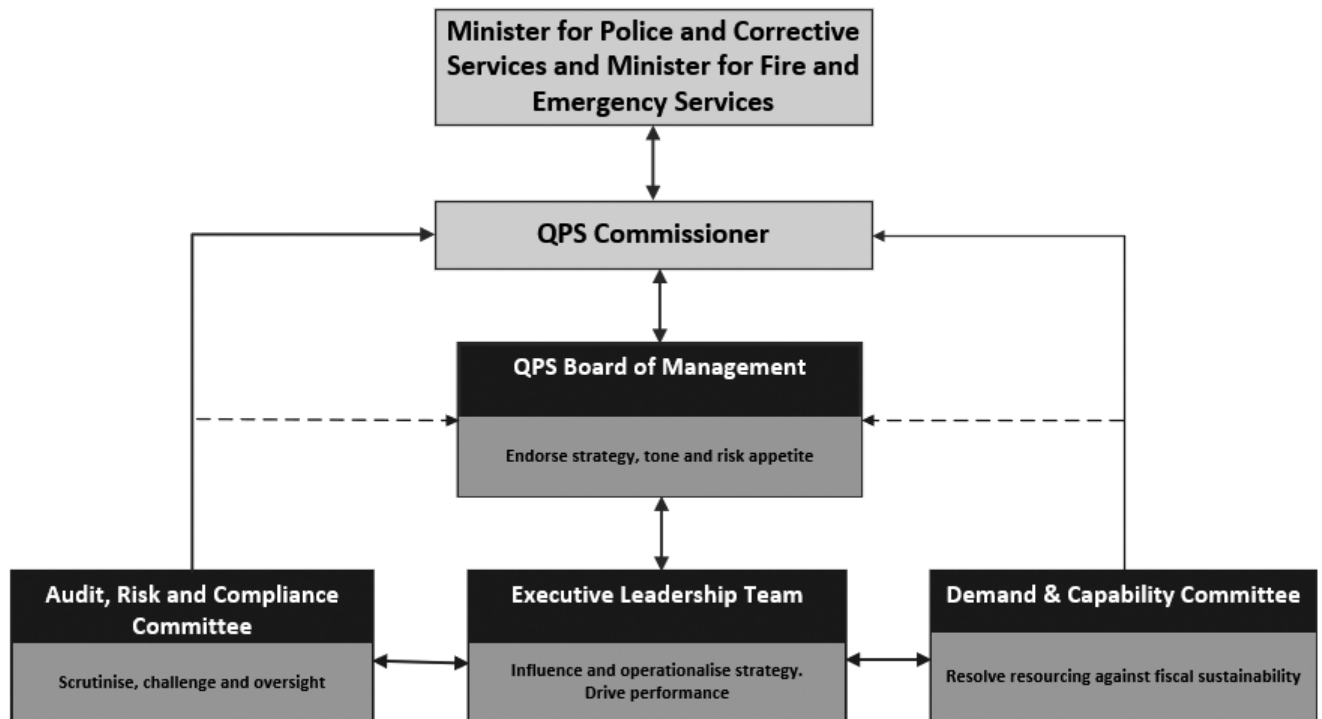 Minister for Police and Corrective
Services and Minister for Fire and
Emergency Services
QPS Commissioner
QPS Board of Management
Endorse strategy, tone and risk appetite
Audit, Risk and Compliance
Committee
Scrutinise, challenge and oversight
Executive Leadership Team
Influence and operationalise strategy.
Drive performance
Demand & Capability Committee
Resolve resourcing against fiscal sustainability